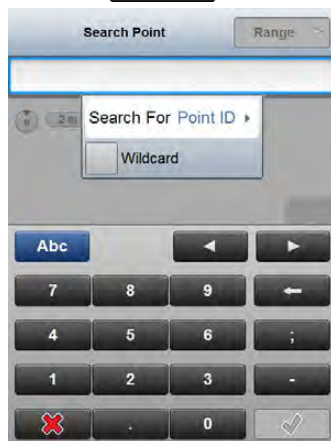 Search Point Range
2 m
Search For Point ID
Wildcard
Abc
7 8 9
4 5 6 ;
1 2 3 -
. 0